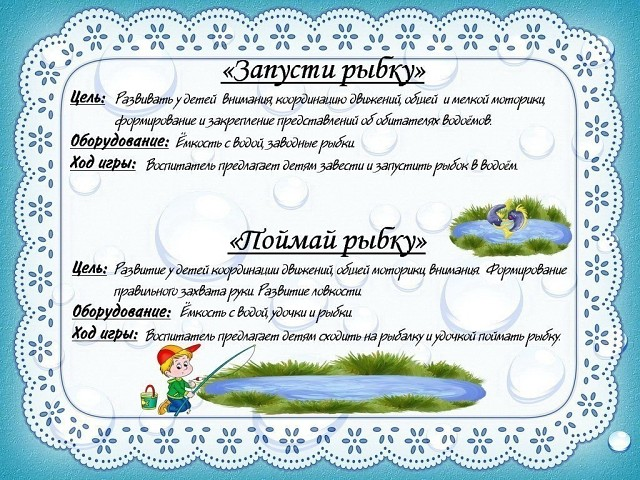 «Запусти рыбку»
Цель: Развивать у детей внимания, координацию движений, общей и мелкой моторики,
формирование и закрепление представлений об обитателях водоёмов.
Оборудование: Ёмкость с водой, заводные рыбки.
Ход игры: Воспитатель предлагает детям завести и запустить рыбок в водоём.
«Поймай рыбку»
Цель: Развитие у детей координации движений, общей моторики, внимания. Формирование
правильного захвата руки. Развитие ловкости.
Оборудование: Ёмкость с водой, удочки и рыбки.
Ход игры: Воспитатель предлагает детям сходить на рыбалку и удочкой поймать рыбку.